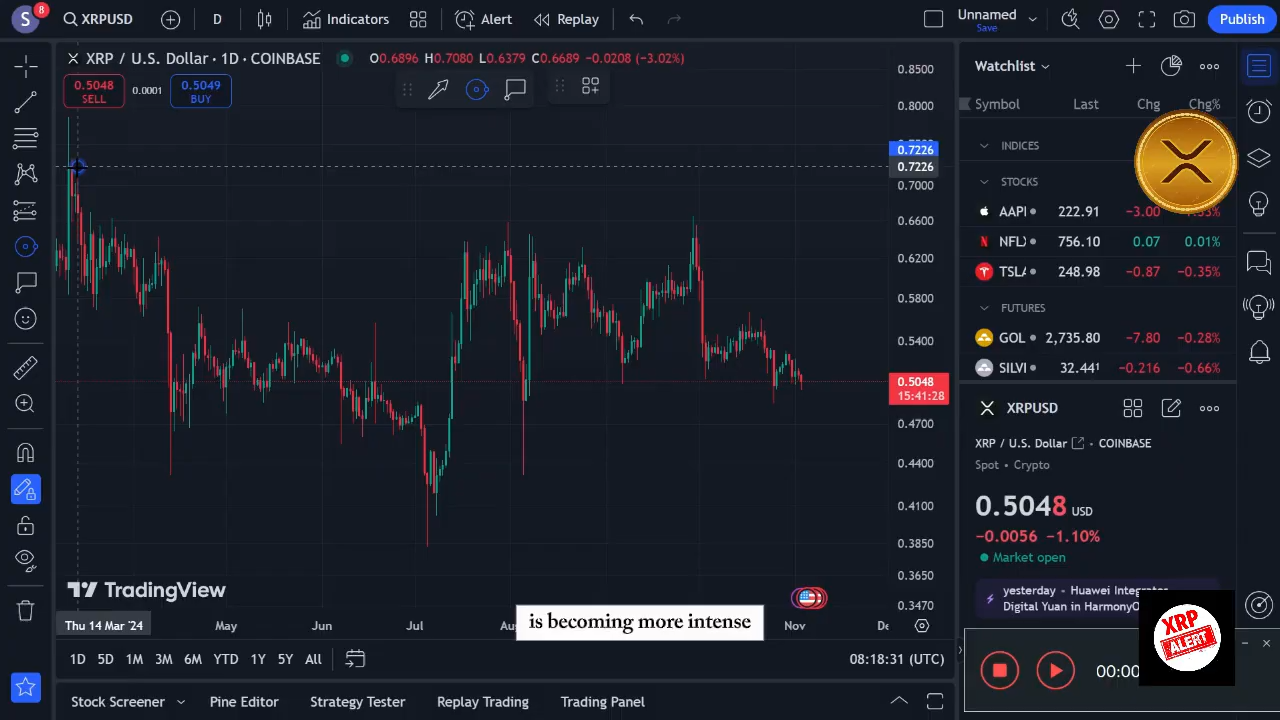 S
8
XRPUSD
D
Indicators
Alert
Replay
Unnamed
Save
Publish
XRP / U.S. Dollar · 1D · COINBASE
O0.6896 H0.7080 L0.6379 C0.6689 −0.0208 (−3.02%)
0.5048
SELL
0.0001
0.5049
BUY
0.8500
0.8000
0.7226
0.7226
0.7000
0.6600
0.6200
0.5800
0.5400
0.5048
15:41:28
0.4700
0.4400
0.4100
0.3850
0.3650
0.3470
TradingView
Thu 14 Mar '24
May
Jun
Jul
Nov
is becoming more intense
1D
5D
1M
3M
6M
YTD
1Y
5Y
All
08:18:31 (UTC)
Stock Screener
Pine Editor
Strategy Tester
Replay Trading
Trading Panel
Watchlist
Symbol
Last
Chg
Chg%
INDICES
STOCKS
AAPL 222.91 −3.00
NFLX 756.10 0.07 0.01%
TSLA 248.98 −0.87 −0.35%
FUTURES
GOL 2,735.80 −7.80 −0.28%
SILVI 32.44¹ −0.216 −0.66%
XRPUSD
XRP / U.S. Dollar
COINBASE
Spot • Crypto
0.5048 USD
−0.0056 −1.10%
Market open
yesterday - Huawei Integrates
Digital Yuan in HarmonyO
XRP
ALERT
00:00